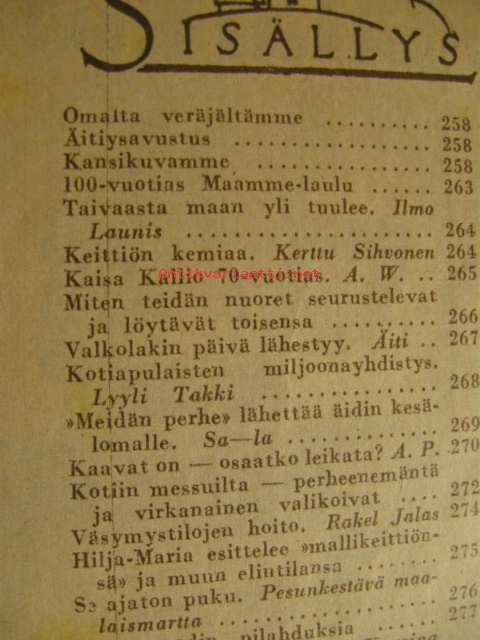 SISÄLLYS
Omalta veräjältämme .......... 258
Äitiysavustus .............. 258
Kansikuvamme ............. 258
100-vuotias Maamme-laulu ...... 263
Taivaasta maan yli tuulee. Ilmo
Launis .................. 264
Keittiön kemiaa. Kerttu Sihvonen 264
Kaisa Kallio 70-vuotias. A. W. .. 265
Miten teidän nuoret seurustelevat
ja löytävät toisensa .......... 266
Valkolakin päivä lähestyy. Äiti .. 267
Kotiapulaisten miljoonayhdistys.
Lyyli Takki ............... 268
»Meidän perhe» lähettää äidin kesä-
lomalle. Sa—la ............. 269
Kaavat on — osaatko leikata? A. P. 270
Kotiin messuilta — perheenemäntä
ja virkanainen valikoivat .... 272
Väsymystilojen hoito. Rakel Jalas 274
Hilja-Maria esittelee »mallikeittiön-
sä» ja muun elintilansa ........ 275
Se ajaton puku. Pesunkestävä maa-
laismartta ................ 276
pilahduksia ........ 277